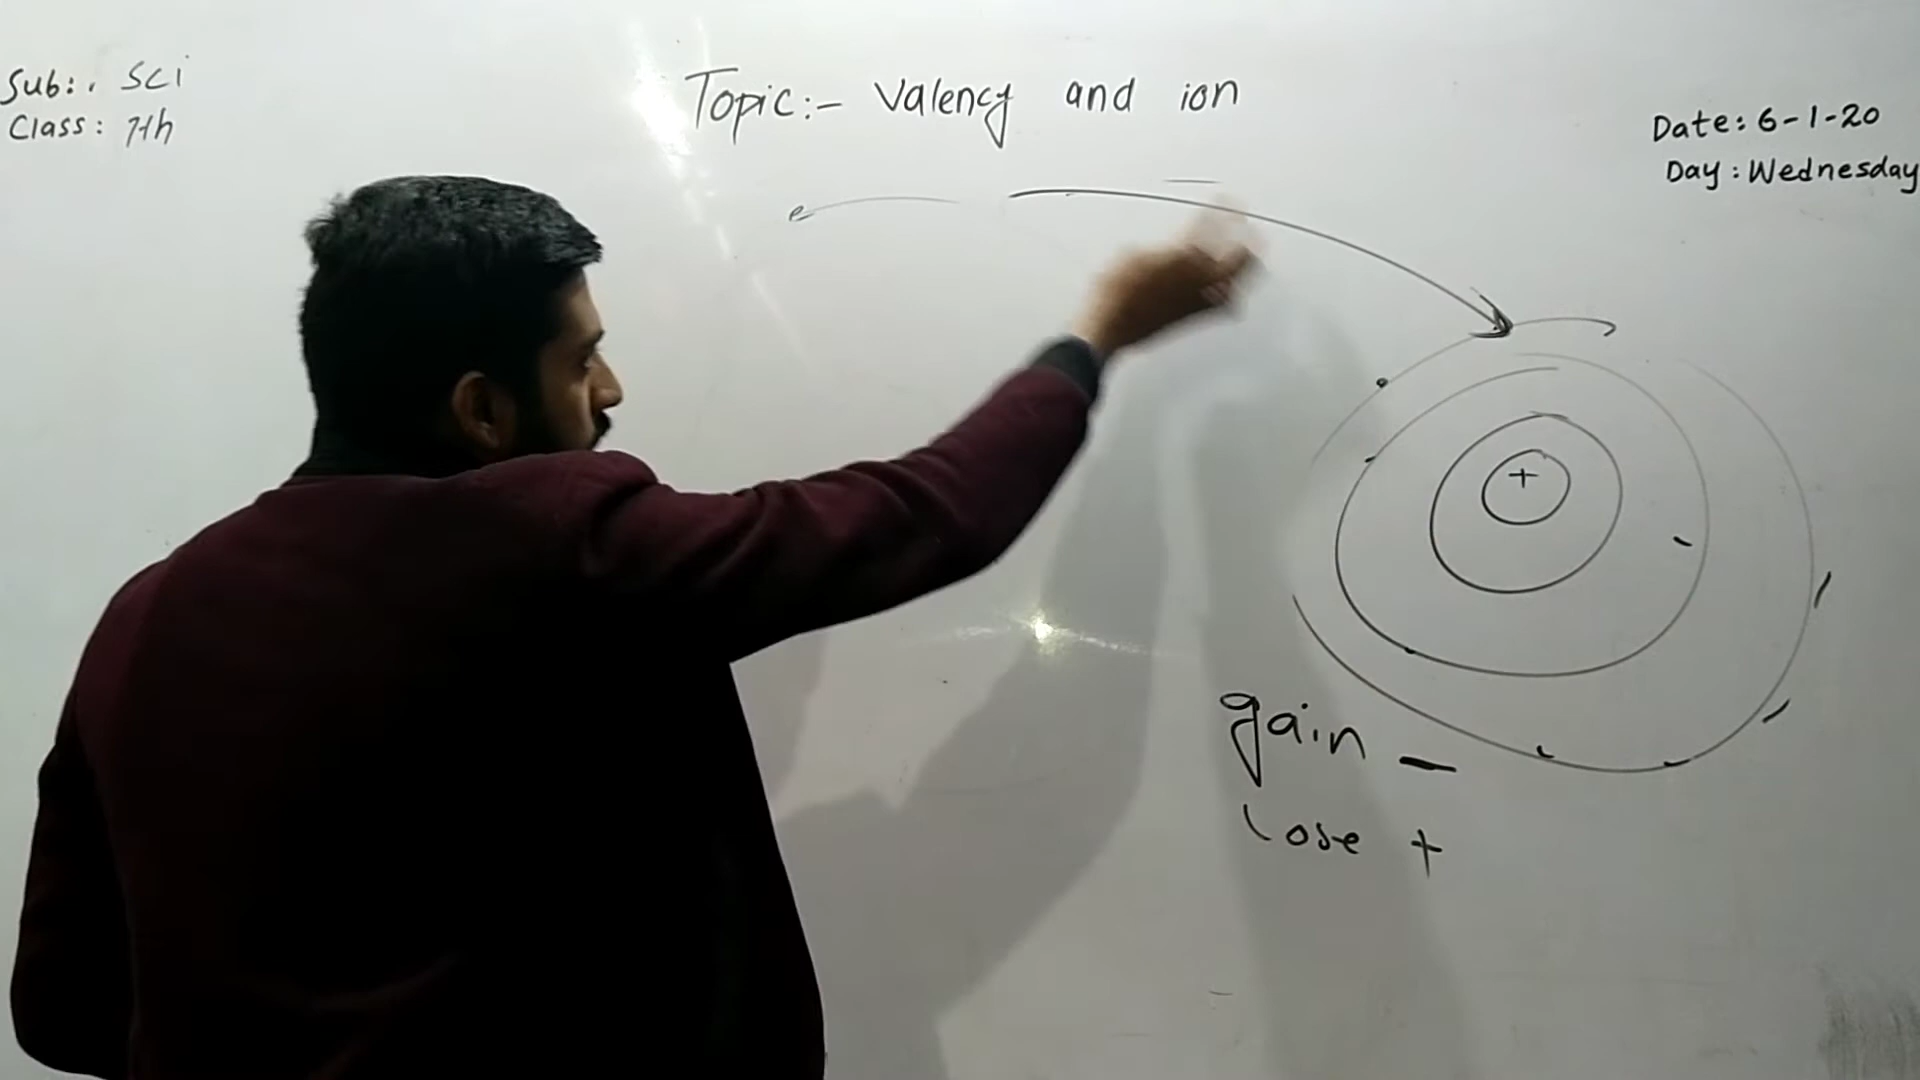 Sub:. Sci
Class: 7th
Topic:- Valency and ion
Date: 6-1-20
Day: Wednesday
e
+
gain -
lose +